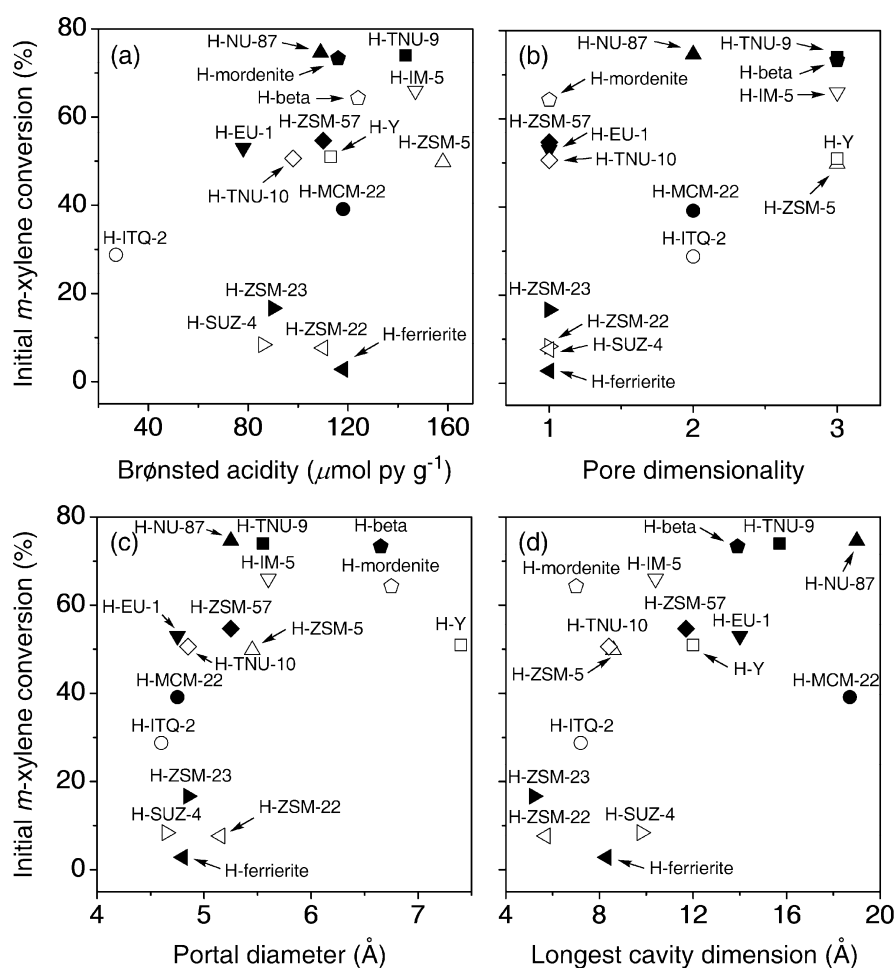 Initial m-xylene conversion (%)
80
60
40
20
0
(a)
H-NU-87
H-TNU-9
H-mordenite
H-IM-5
H-beta
H-ZSM-57
H-Y
H-EU-1
H-ZSM-5
H-TNU-10
H-MCM-22
H-ITQ-2
H-ZSM-23
H-SUZ-4
H-ZSM-22
H-ferrierite
40 80 120 160
Brønsted acidity (μmol py g-1)
(b)
H-NU-87
H-TNU-9
H-beta
H-mordenite
H-IM-5
H-ZSM-57
H-EU-1
H-Y
H-TNU-10
H-MCM-22
H-ZSM-5
H-ITQ-2
H-ZSM-23
H-ZSM-22
H-SUZ-4
H-ferrierite
1 2 3
Pore dimensionality
Initial m-xylene conversion (%)
80
60
40
20
0
(c)
H-NU-87
H-TNU-9
H-beta
H-IM-5
H-mordenite
H-EU-1
H-ZSM-57
H-ZSM-5
H-Y
H-TNU-10
H-MCM-22
H-ITQ-2
H-ZSM-23
H-SUZ-4
H-ZSM-22
H-ferrierite
4 5 6 7
Portal diameter (Å)
(d)
H-beta
H-TNU-9
H-mordenite
H-IM-5
H-NU-87
H-ZSM-57
H-TNU-10
H-EU-1
H-ZSM-5
H-Y
H-MCM-22
H-ITQ-2
H-ZSM-23
H-ZSM-22
H-SUZ-4
H-ferrierite
4 8 12 16 20
Longest cavity dimension (Å)